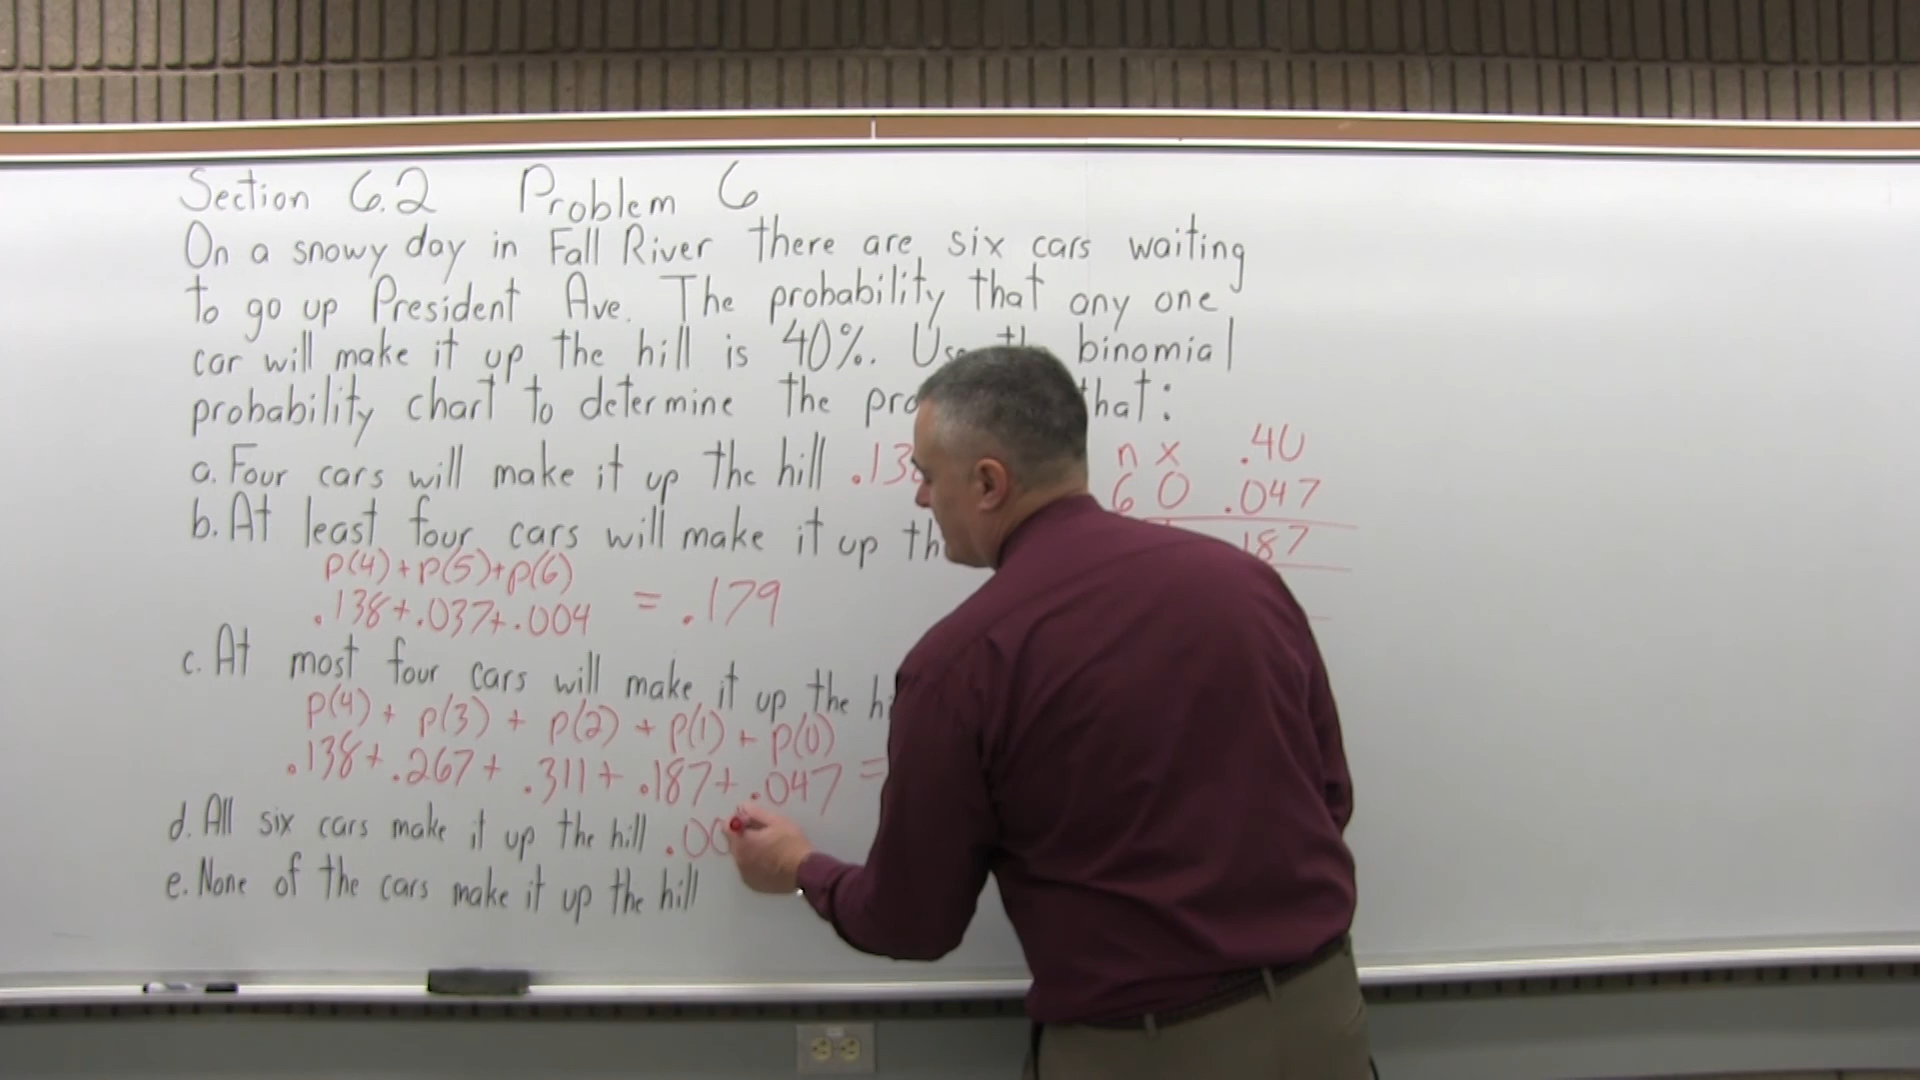 Section 6.2 Problem 6
On a snowy day in Fall River there are six cars waiting
to go up President Ave. The probability that any one
car will make it up the hill is 40%. Use the binomial
probability chart to determine the that:
a. Four cars will make it up the hill
b. At least four cars will make it up
p(4)+p(5)+p(6)
.138+.037+.004 = .179
c. At most four cars will make it up the
p(4) + p(3) + p(2) + p(1) + p(0)
.138+.267+.311+.187+.047 =
d. All six cars make it up the hill
e. None of the cars make it up the hill
n x .40
6 0 .047
187